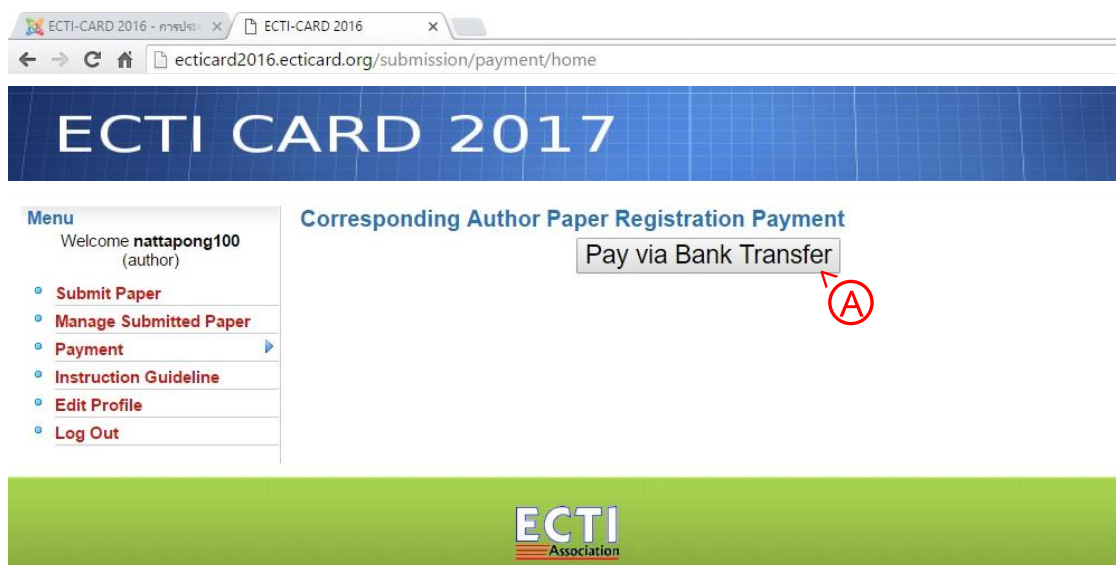 ECTI-CARD 2016 - การประ
ECTI-CARD 2016
ecticard2016.ecticard.org/submission/payment/home
ECTI CARD 2017
Menu
Welcome nattapong100
(author)
Submit Paper
Manage Submitted Paper
Payment
Instruction Guideline
Edit Profile
Log Out
Corresponding Author Paper Registration Payment
Pay via Bank Transfer
A
ECTI
Association